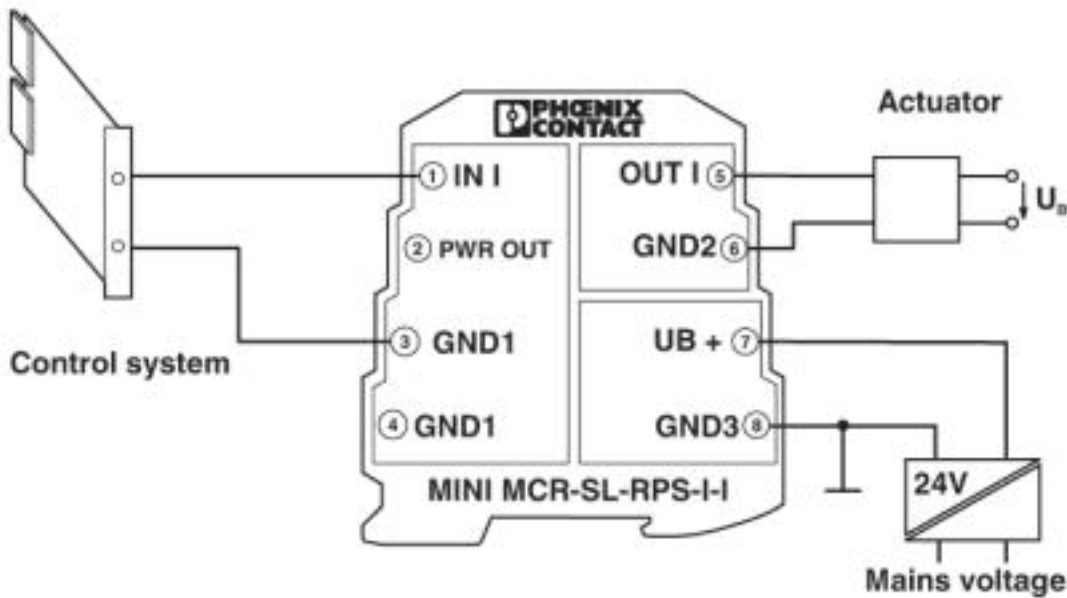 PHŒNIX
CONTACT
Actuator
1 IN I
OUT I 5
2 PWR OUT
GND2 6
U
3 GND1
UB + 7
Control system
4 GND1
GND3 8
24V
MINI MCR-SL-RPS-I-I
Mains voltage